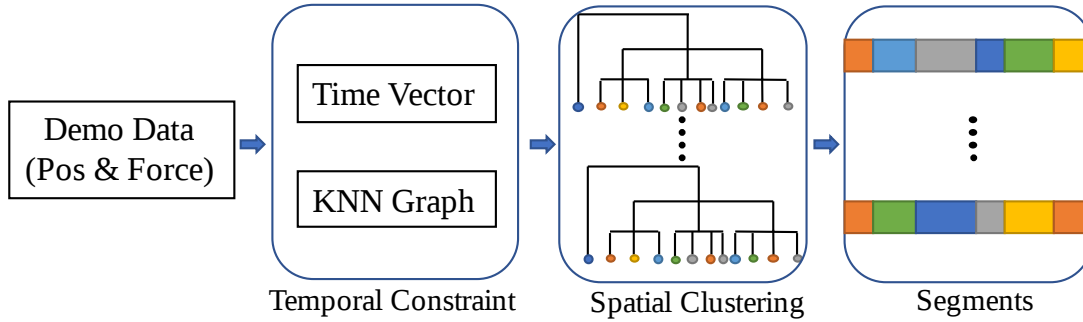 Demo Data
(Pos & Force)
Time Vector
KNN Graph
Temporal Constraint
Spatial Clustering
Segments